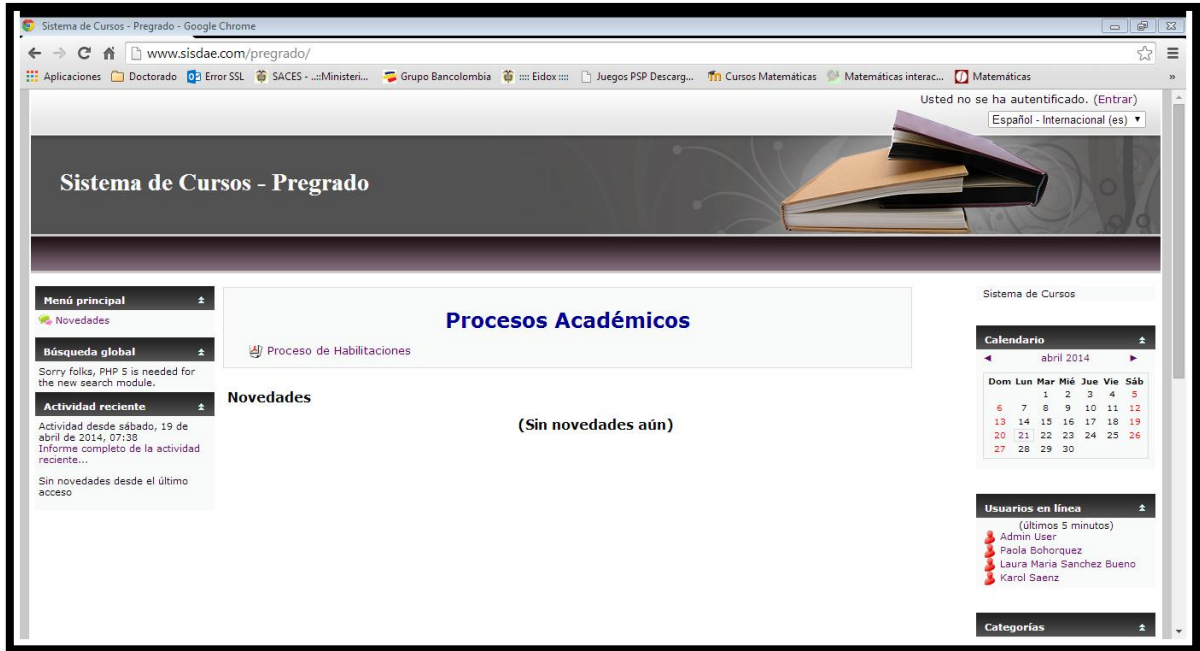 Sistema de Cursos - Pregrado - Google Chrome
www.sisdae.com/pregrado/
Aplicaciones Doctorado Error SSL SACES - ..::Ministeri... Grupo Bancolombia :::: Eidox :::: Juegos PSP Descarg... Cursos Matemáticas Matemáticas interac... Matemáticas »
Usted no se ha autentificado. (Entrar)
Español - Internacional (es)
Sistema de Cursos - Pregrado
Menú principal
Novedades
Búsqueda global
Sorry folks, PHP 5 is needed for
the new search module.
Actividad reciente
Actividad desde sábado, 19 de
abril de 2014, 07:38
Informe completo de la actividad
reciente...
Sin novedades desde el último
acceso
Procesos Académicos
Proceso de Habilitaciones
Novedades
(Sin novedades aún)
Sistema de Cursos
Calendario
◄ abril 2014 ►
Dom Lun Mar Mié Jue Vie Sáb
1 2 3 4 5
6 7 8 9 10 11 12
13 14 15 16 17 18 19
20 21 22 23 24 25 26
27 28 29 30
Usuarios en línea
(últimos 5 minutos)
Admin User
Paola Bohorquez
Laura Maria Sanchez Bueno
Karol Saenz
Categorías